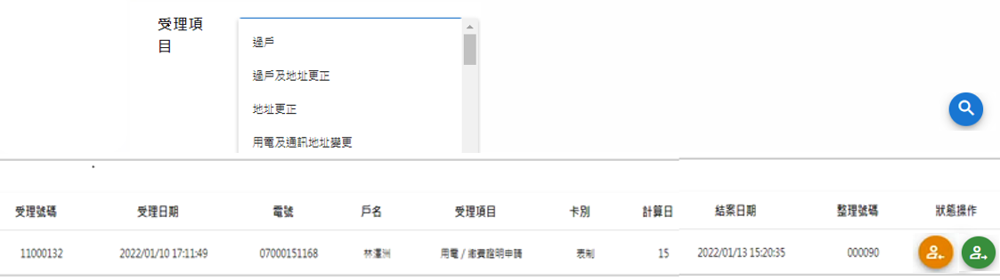 受理項
目
過戶
過戶及地址更正
地址更正
用電及通訊地址變更
受理號碼 受理日期 電號 戶名 受理項目 卡別 計算日 結案日期 整理號碼 狀態操作
11000132 2022/01/10 17:11:49 07000151168 林 用電 / 繳費證明申請 表制 15 2022/01/13 15:20:35 000090